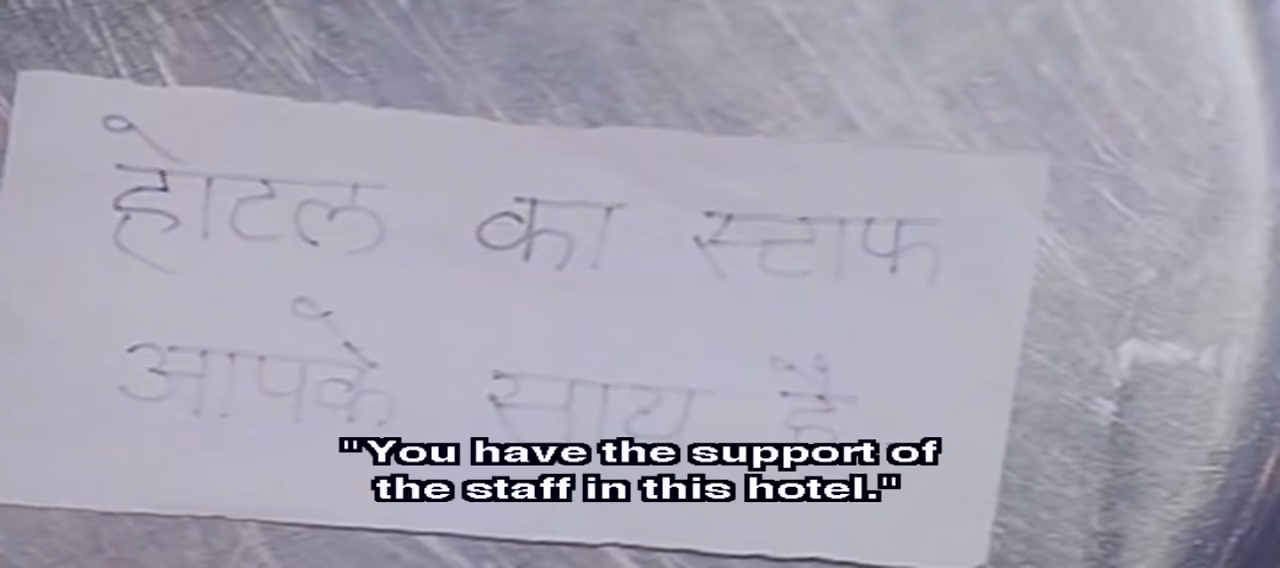 होटल का स्टाफ
आपके साथ है
"You have the support of
the staff in this hotel."